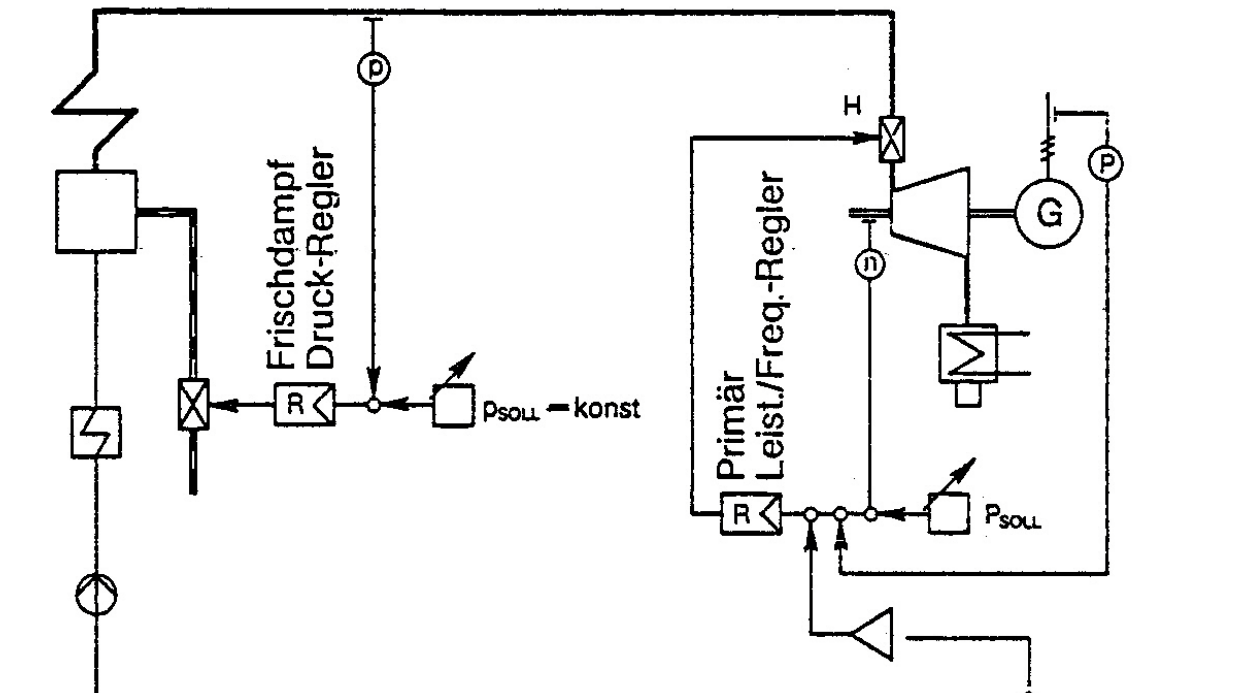 p
H
P
G
n
Frischdampf
Druck-Regler
Primär
Leist./Freq.-Regler
R
pSOLL = konst
R
PSOLL